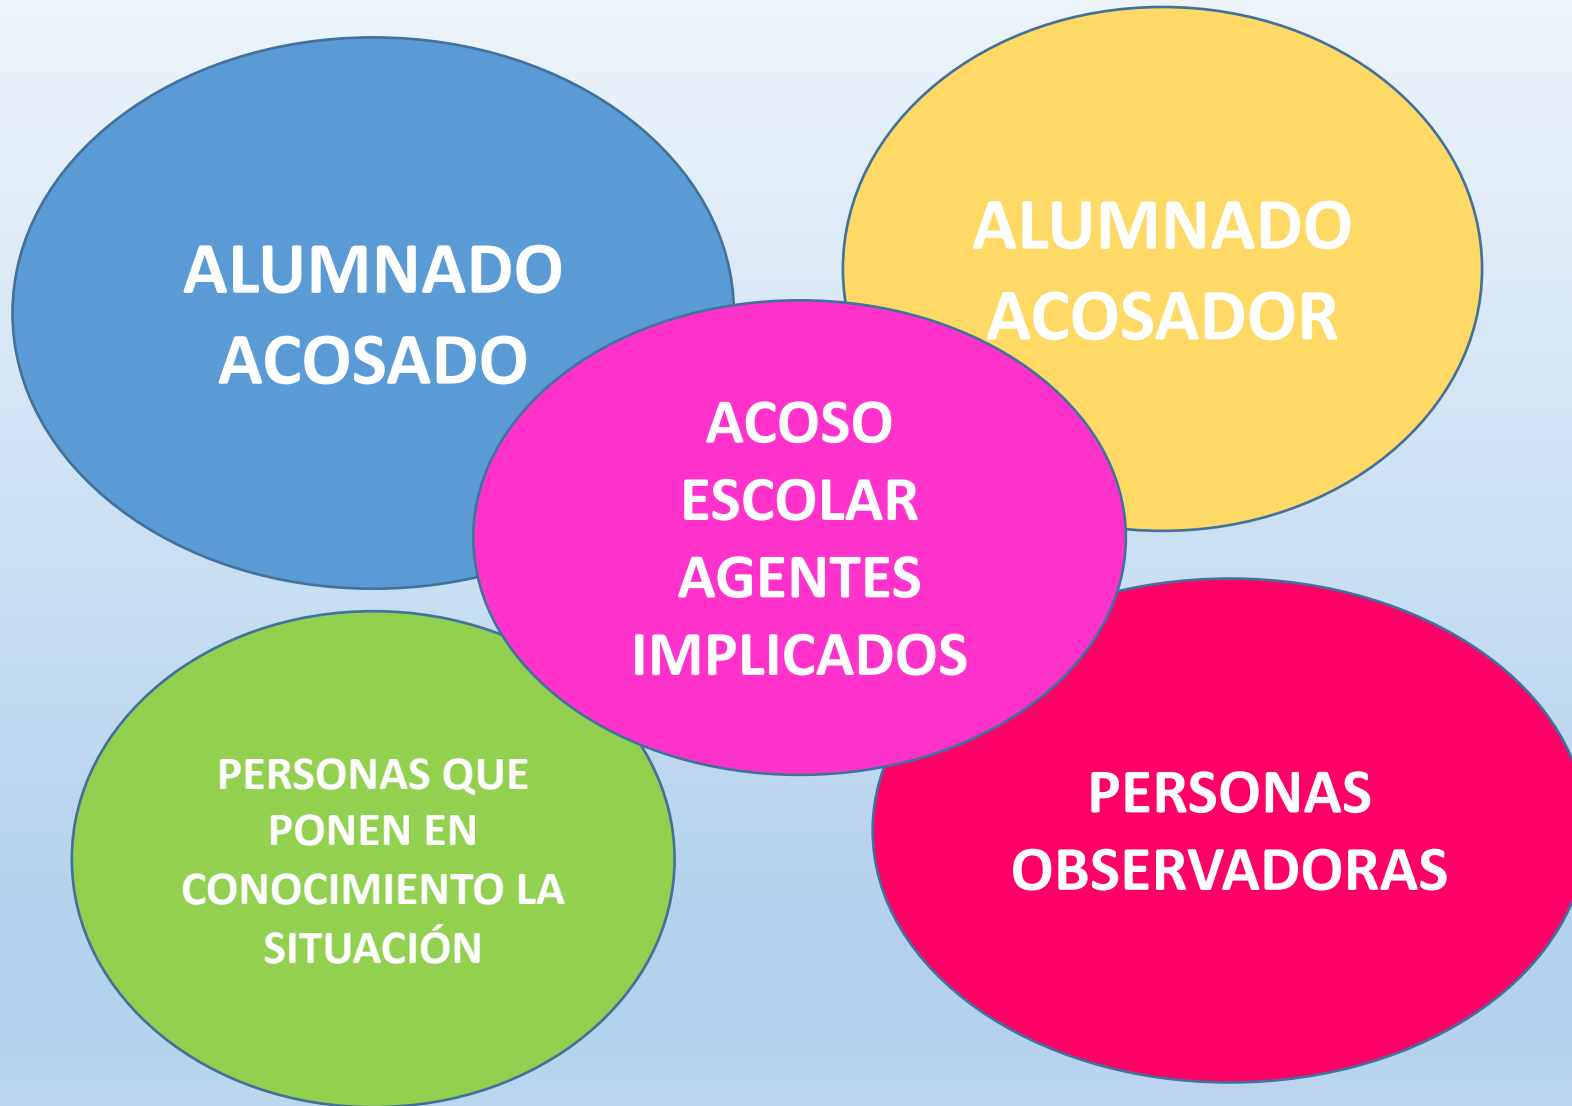 ALUMNADO
ACOSADO
ALUMNADO
ACOSADOR
ACOSO
ESCOLAR
AGENTES
IMPLICADOS
PERSONAS QUE
PONEN EN
CONOCIMIENTO LA
SITUACIÓN
PERSONAS
OBSERVADORAS